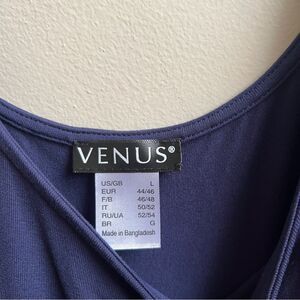 VENUS®
US/GB L
EUR 44/46
F/B 46/48
IT 50/52
RU/UA 52/54
BR G
Made in Bangladesh